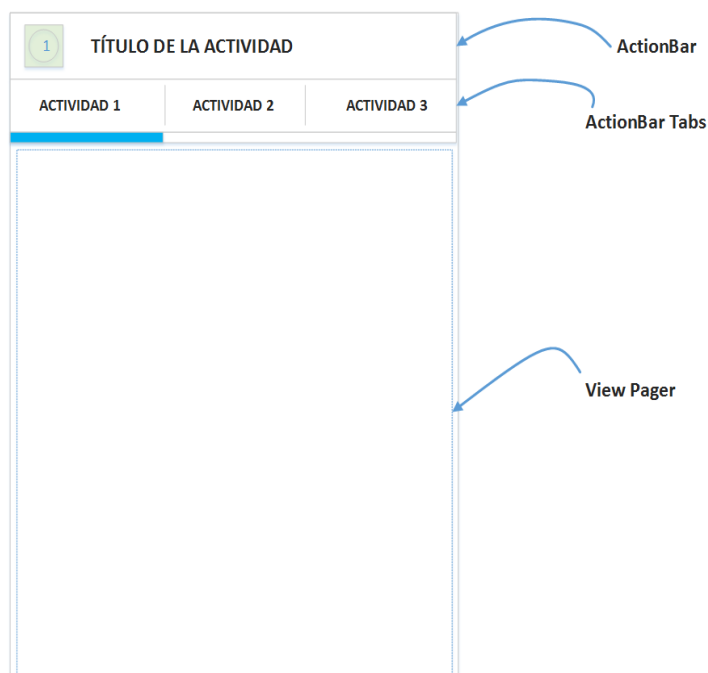 1
TÍTULO DE LA ACTIVIDAD
ActionBar
ACTIVIDAD 1
ACTIVIDAD 2
ACTIVIDAD 3
ActionBar Tabs
View Pager